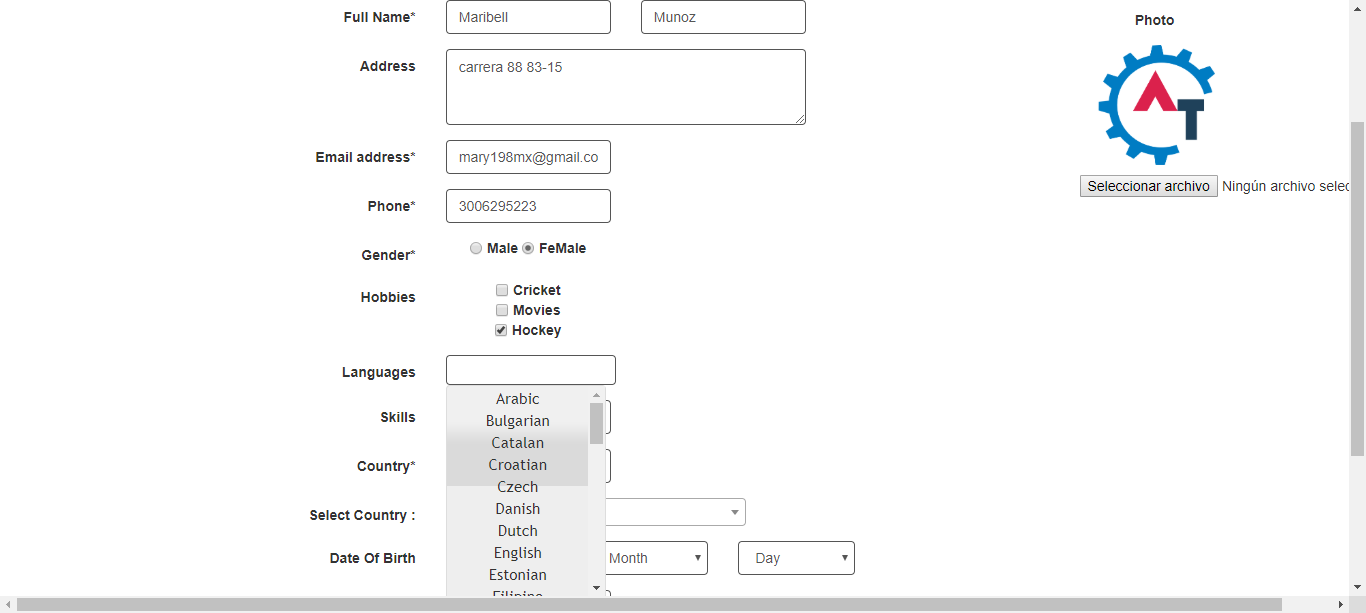 Full Name* Maribell Munoz Photo
Address carrera 88 83-15
Email address* mary198mx@gmail.co
Seleccionar archivo Ningún archivo selec
Phone* 3006295223
Gender* Male FeMale
Hobbies Cricket
Movies
Hockey
Languages
Arabic
Skills Bulgarian
Catalan
Country* Croatian
Czech
Select Country : Danish
Dutch
Date Of Birth English Month Day
Estonian
Filipino